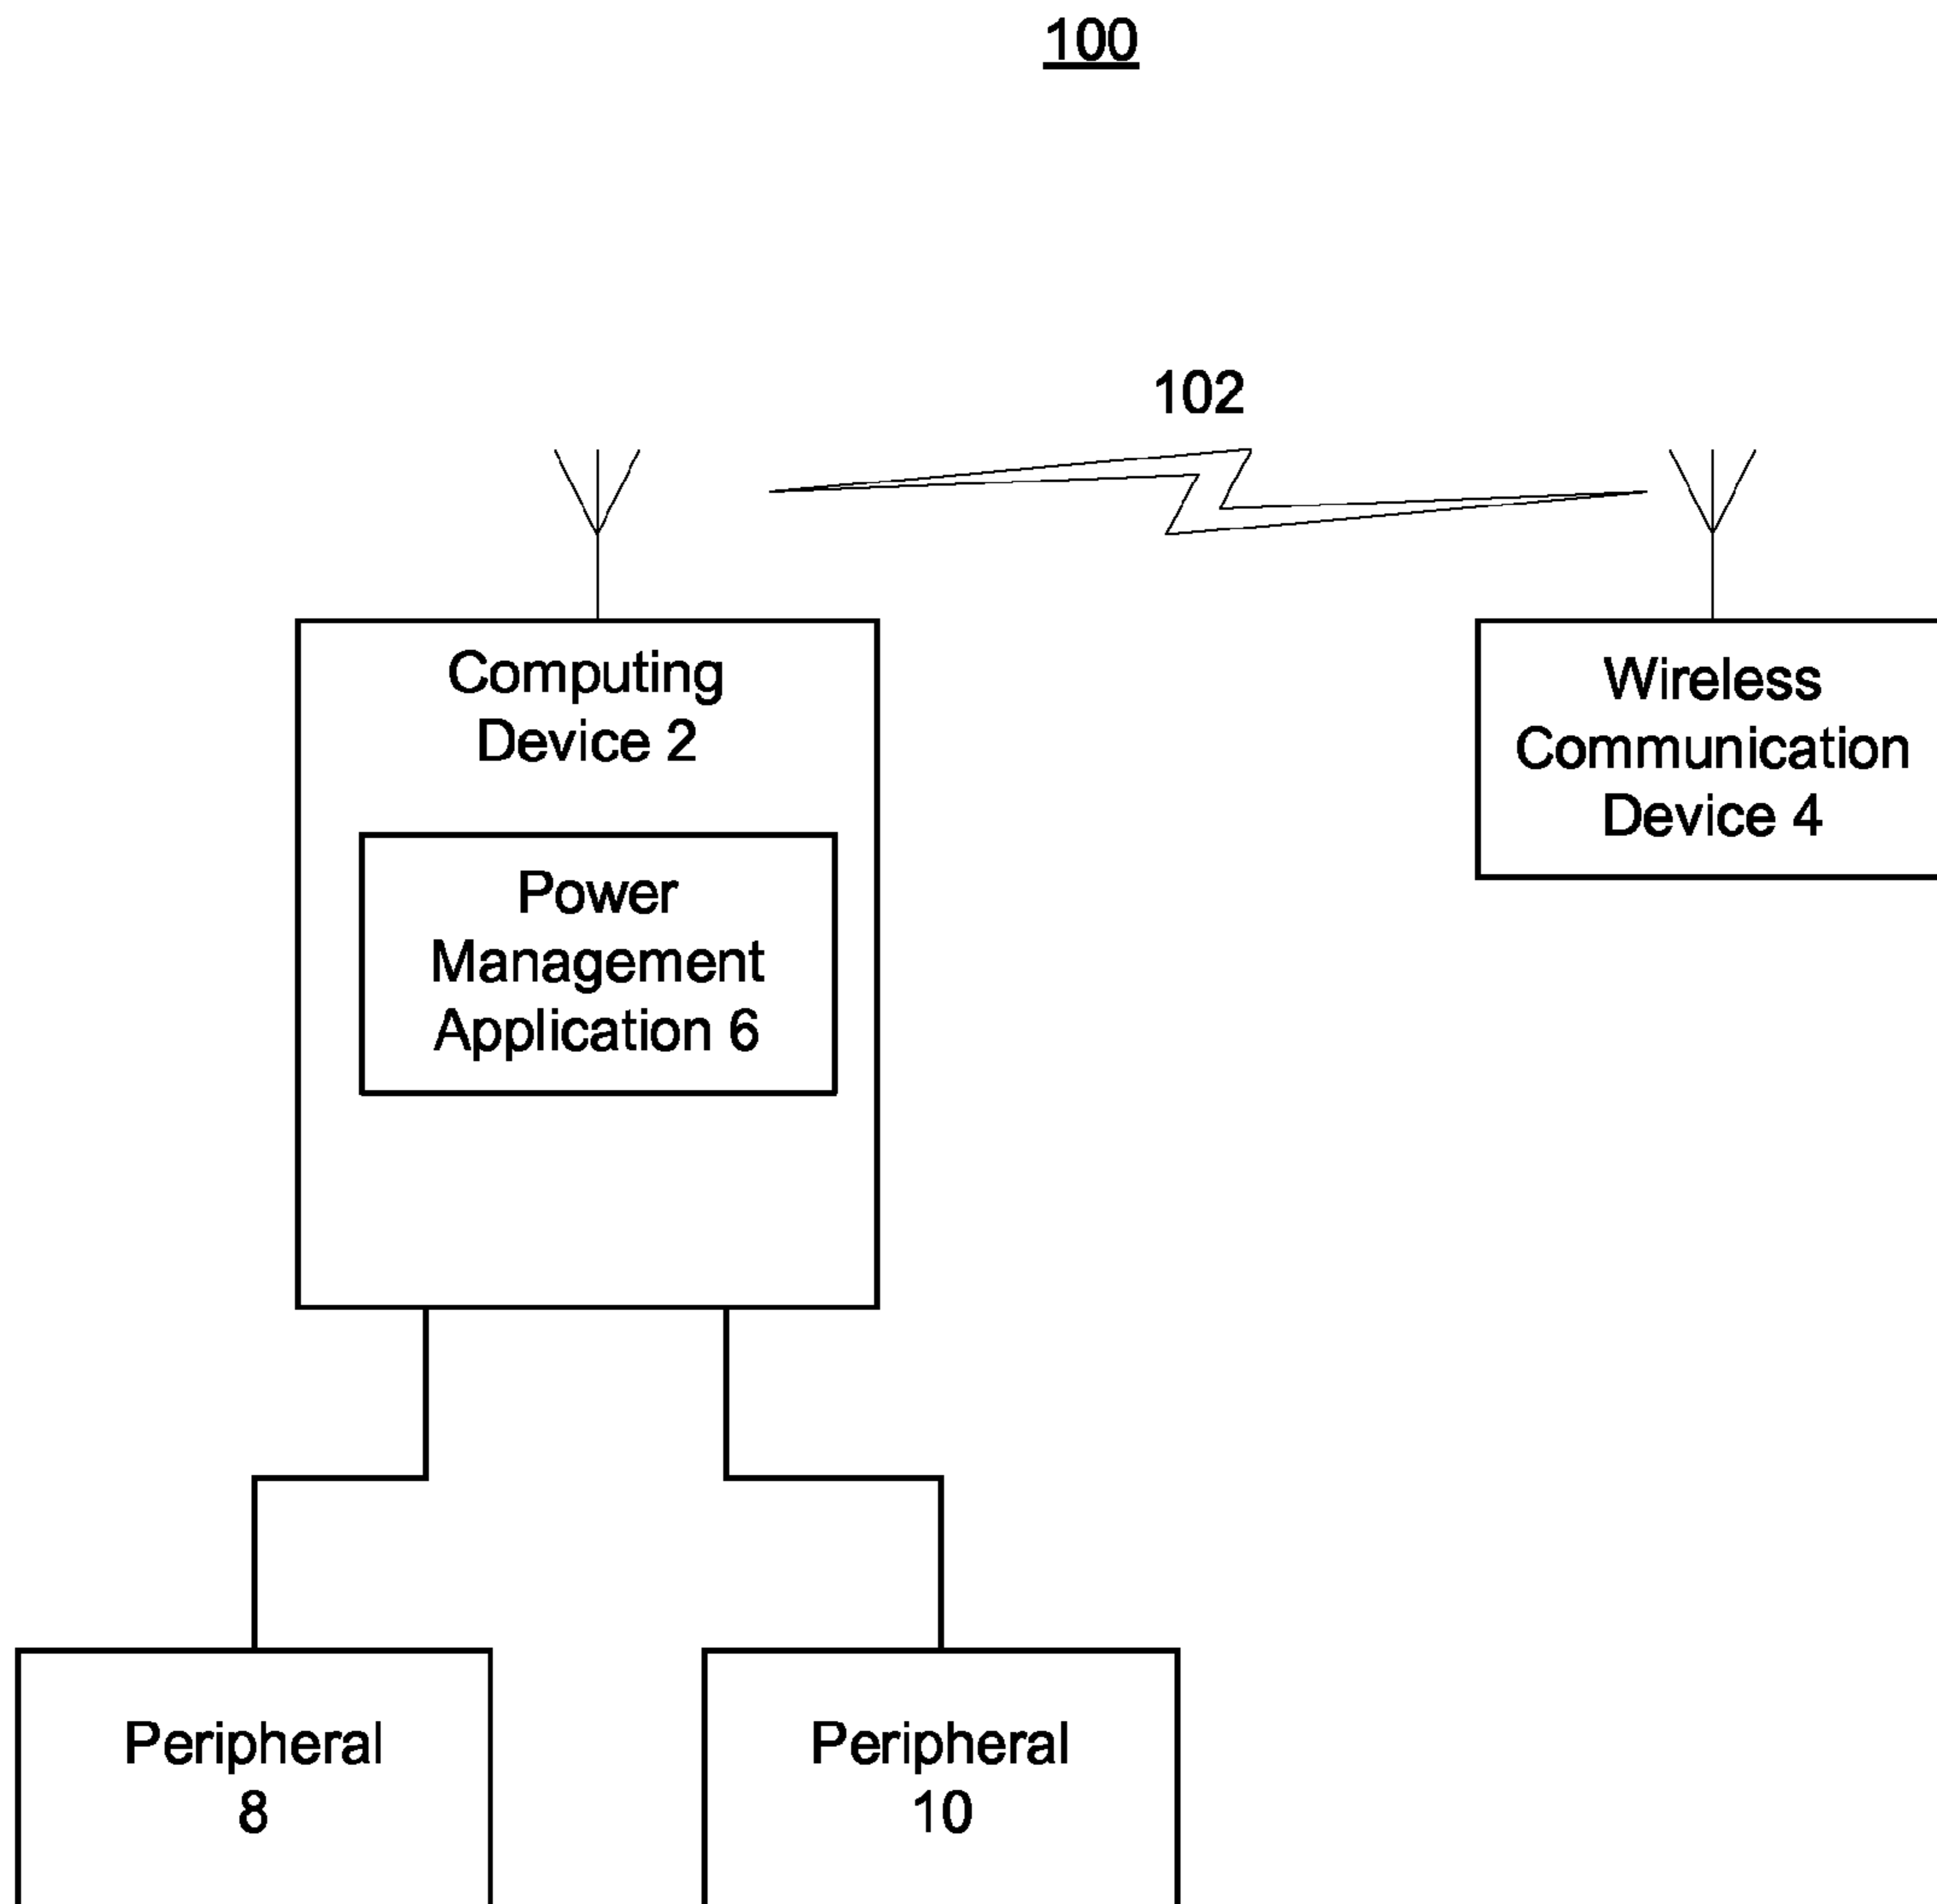 100
102
Computing
Device 2
Wireless
Communication
Device 4
Power
Management
Application 6
Peripheral
8
Peripheral
10